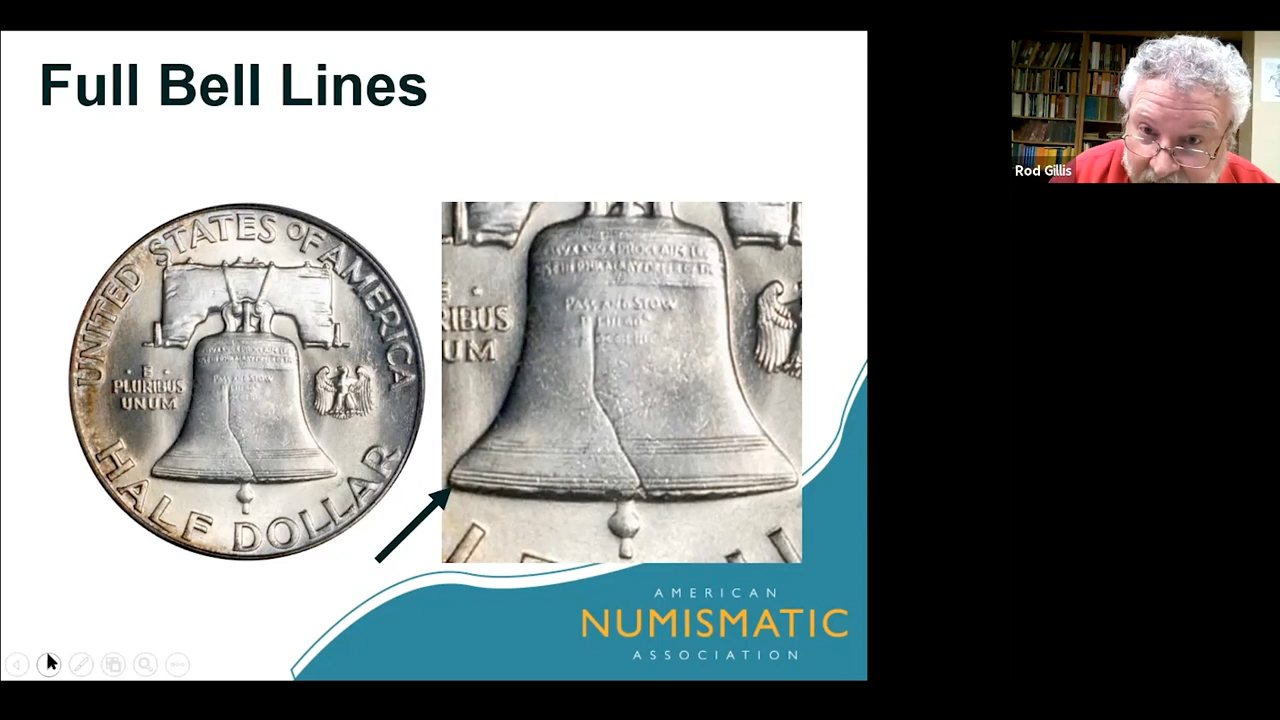 Full Bell Lines
Rod Gillis
UNITED STATES OF AMERICA
E
PLURIBUS
UNUM
HALF DOLLAR
PASS AND STOW
RIBUS
UM
AMERICAN
NUMISMATIC
ASSOCIATION